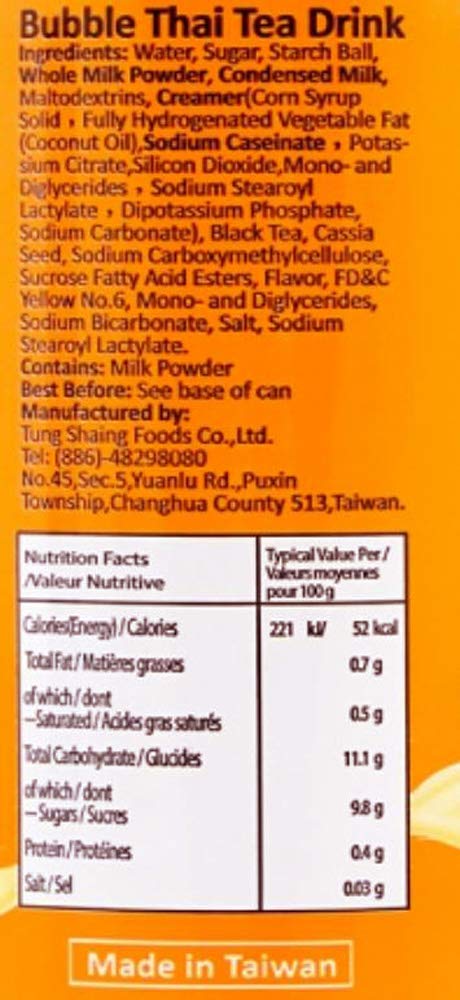 Bubble Thai Tea Drink
Ingredients: Water, Sugar, Starch Ball,
Whole Milk Powder, Condensed Milk,
Maltodextrins, Creamer(Corn Syrup
Solid , Fully Hydrogenated Vegetable Fat
(Coconut Oil),Sodium Caseinate , Potas-
sium Citrate,Silicon Dioxide,Mono- and
Diglycerides , Sodium Stearoyl
Lactylate , Dipotassium Phosphate,
Sodium Carbonate), Black Tea, Cassia
Seed, Sodium Carboxymethylcellulose,
Sucrose Fatty Acid Esters, Flavor, FD&C
Yellow No.6, Mono- and Diglycerides,
Sodium Bicarbonate, Salt, Sodium
Stearoyl Lactylate.
Contains: Milk Powder
Best Before: See base of can
Manufactured by:
Tung Shaing Foods Co.,Ltd.
Tel: (886)-48298080
No.45,Sec.5,Yuanlu Rd.,Puxin
Township,Changhua County 513,Taiwan.
Nutrition Facts
/Valeur Nutritive
Typical Value Per /
Valeurs moyennes
pour 100g
Calories(Energy) / Calories 221 kJ/ 52 kcal
Total Fat / Matières grasses 0.7 g
of which / dont
—Saturated / Acides gras saturés 0.5 g
Total Carbohydrate / Glucides 11.1 g
of which / dont
—Sugars / Sucres 9.8 g
Protein / Protéines 0.4 g
Salt / Sel 0.03 g
Made in Taiwan